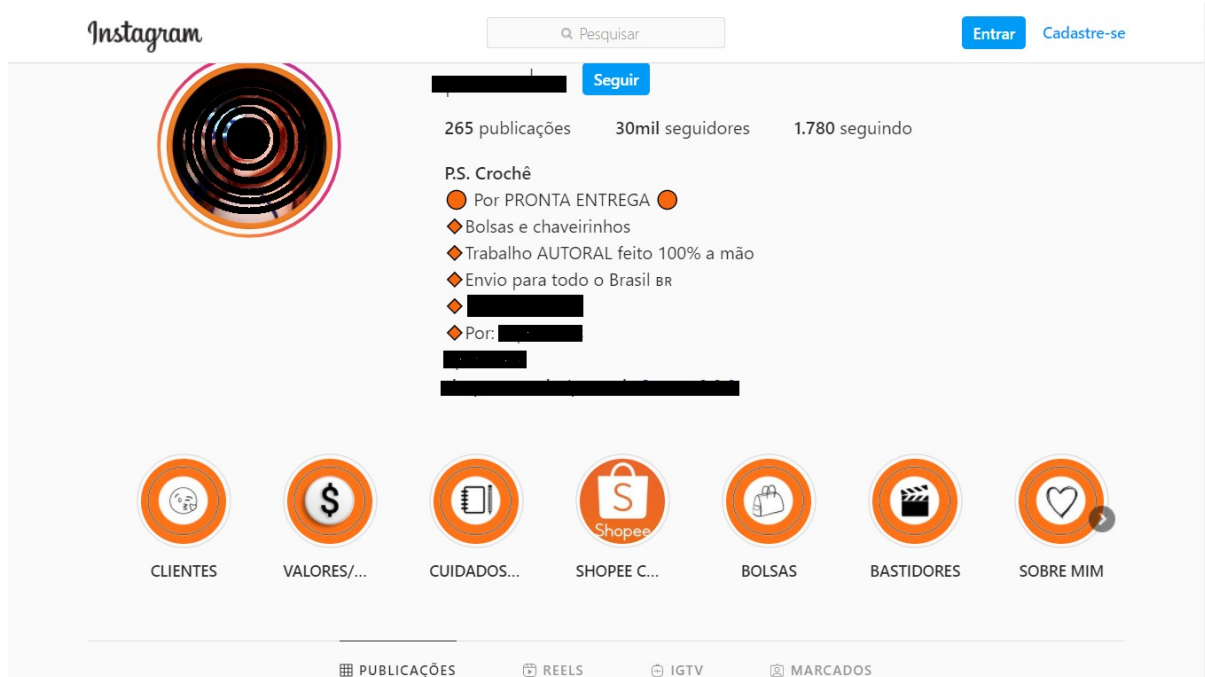 Instagram
Pesquisar
Entrar
Cadastre-se
Seguir
265 publicações 30mil seguidores 1.780 seguindo
P.S. Crochê
Por PRONTA ENTREGA
Bolsas e chaveirinhos
Trabalho AUTORAL feito 100% a mão
Envio para todo o Brasil BR
Por:
$
S
Shopee
CLIENTES VALORES/... CUIDADOS... SHOPEE C... BOLSAS BASTIDORES SOBRE MIM
PUBLICAÇÕES REELS IGTV MARCADOS